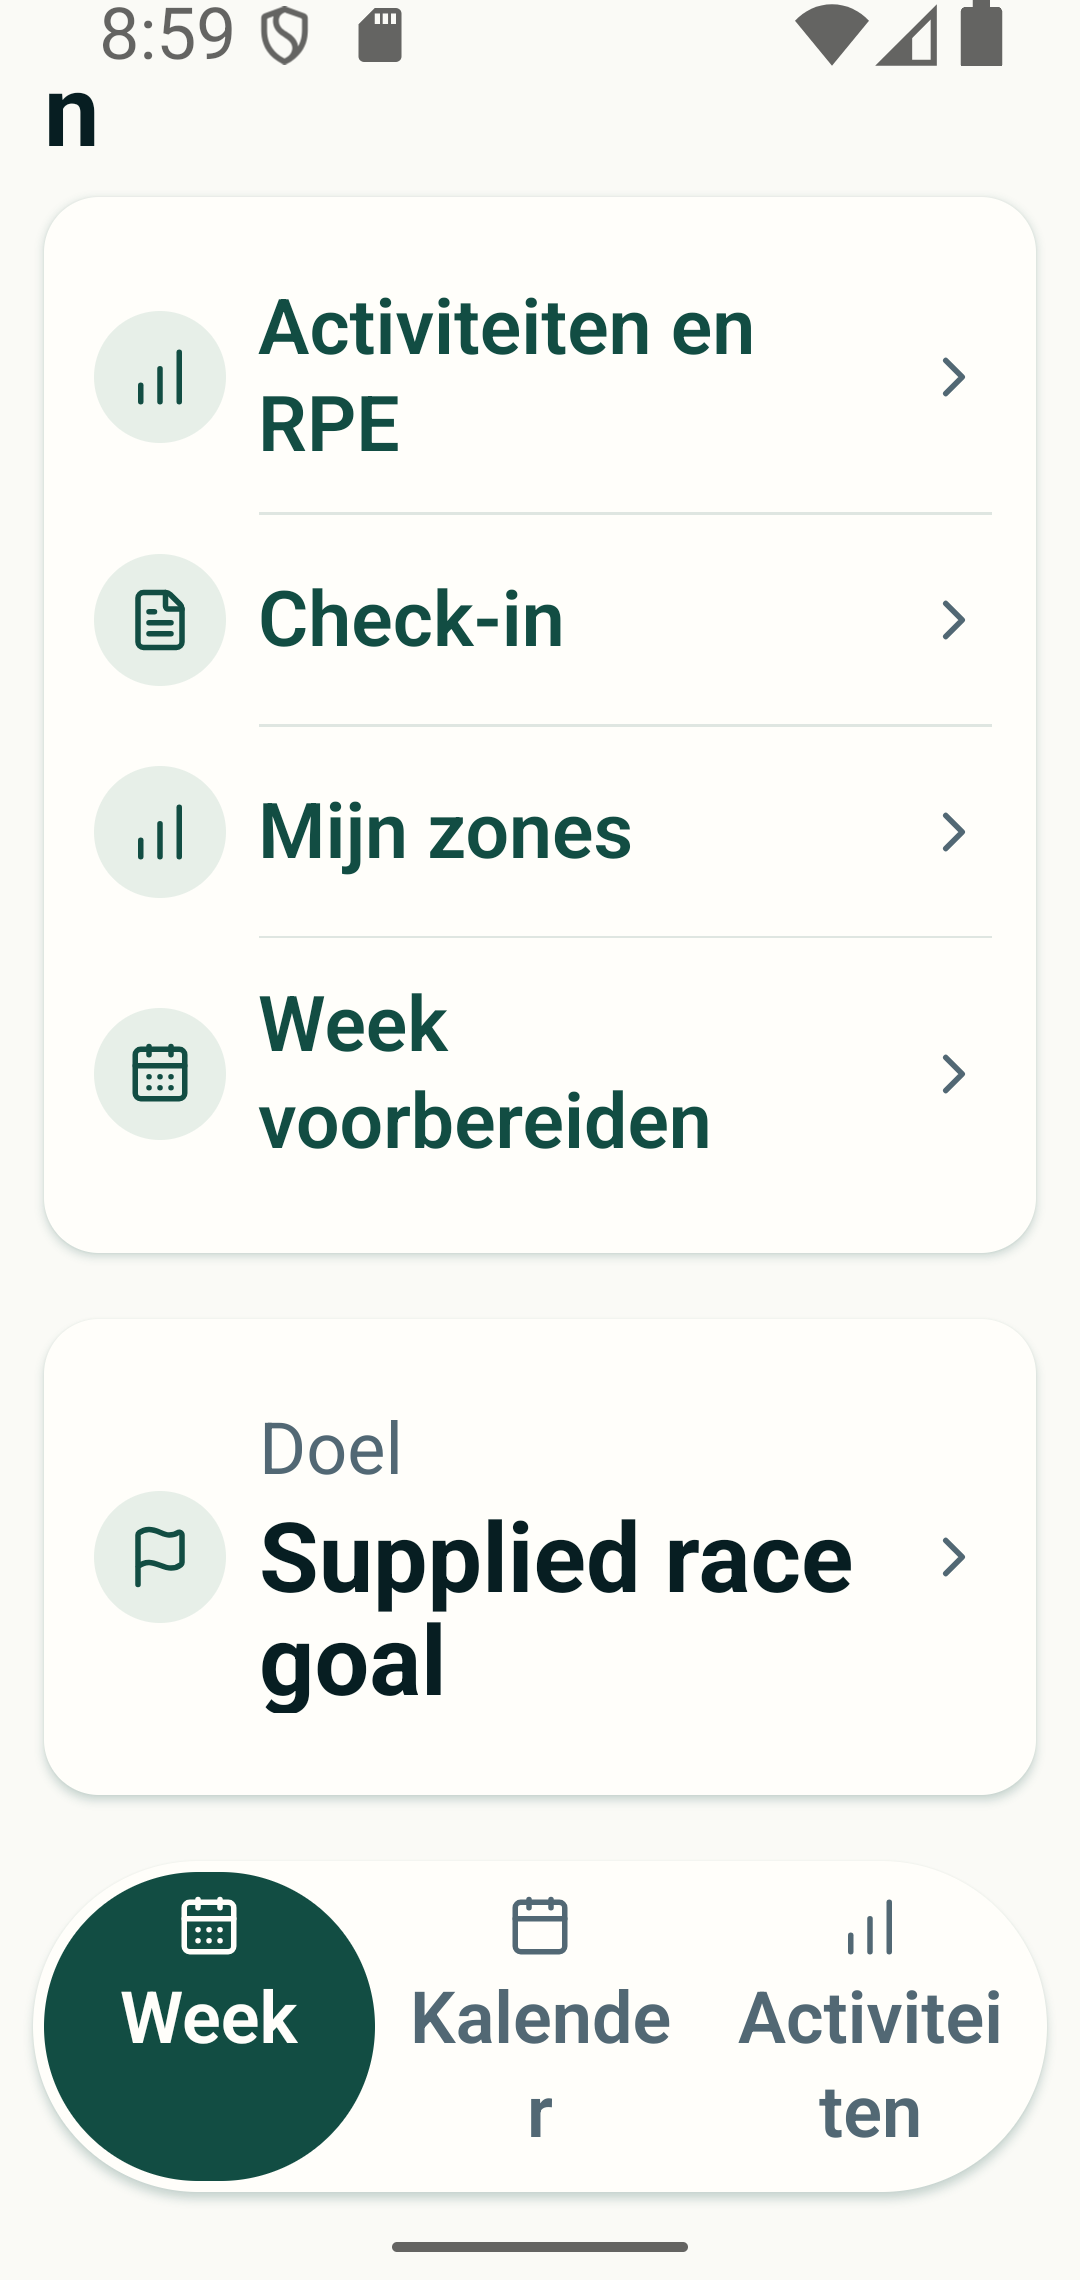 8:59
n
Activiteiten en
RPE
Check-in
Mijn zones
Week
voorbereiden
Doel
Supplied race
goal
Week
Kalende
r
Activitei
ten